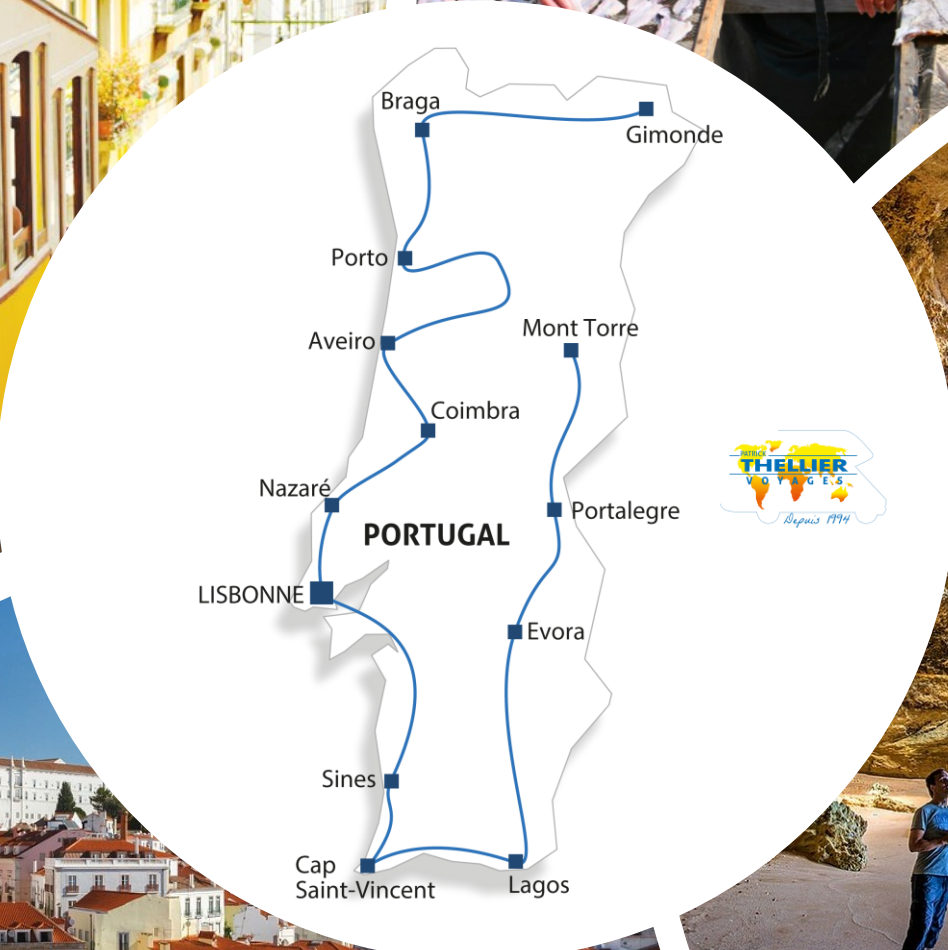 Braga
Gimonde
Porto
Mont Torre
Aveiro
Coimbra
PATRICK
THELLIER
VOYAGES
Depuis 1994
Nazaré
Portalegre
PORTUGAL
LISBONNE
Evora
Sines
Cap
Saint-Vincent
Lagos